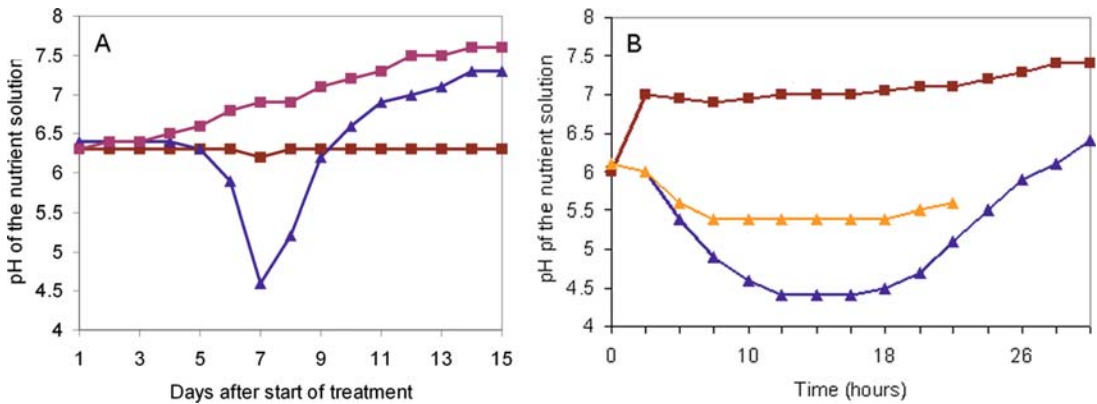 A
pH of the nutrient solution
8
7.5
7
6.5
6
5.5
5
4.5
4
1 3 5 7 9 11 13 15
Days after start of treatment
B
pH pf the nutrient solution
8
7.5
7
6.5
6
5.5
5
4.5
4
0 10 18 26
Time (hours)